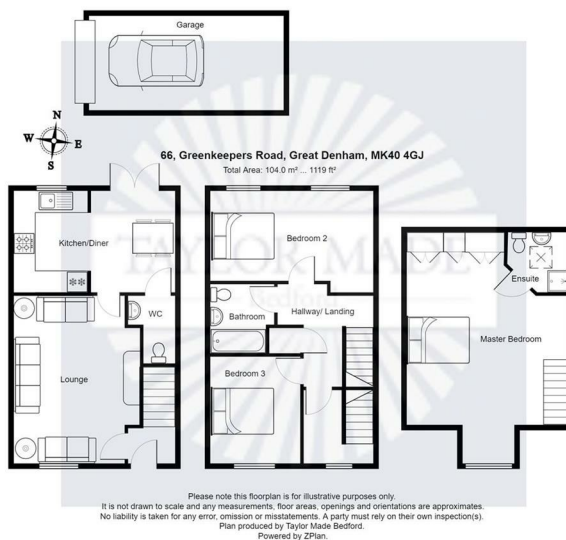 Garage
N
W E
S
66, Greenkeepers Road, Great Denham, MK40 4GJ
Total Area: 104.0 m² ... 1119 ft²
Kitchen/Diner
Bedroom 2
TAYLOR MADE
Bedford
Ensuite
WC
Bathroom
Hallway/ Landing
Master Bedroom
Lounge
Bedroom 3
Please note this floorplan is for illustrative purposes only.
It is not drawn to scale and any measurements, floor areas, openings and orientations are approximates.
No liability is taken for any error, omission or misstatements. A party must rely on their own inspection(s).
Plan produced by Taylor Made Bedford.
Powered by ZPlan.